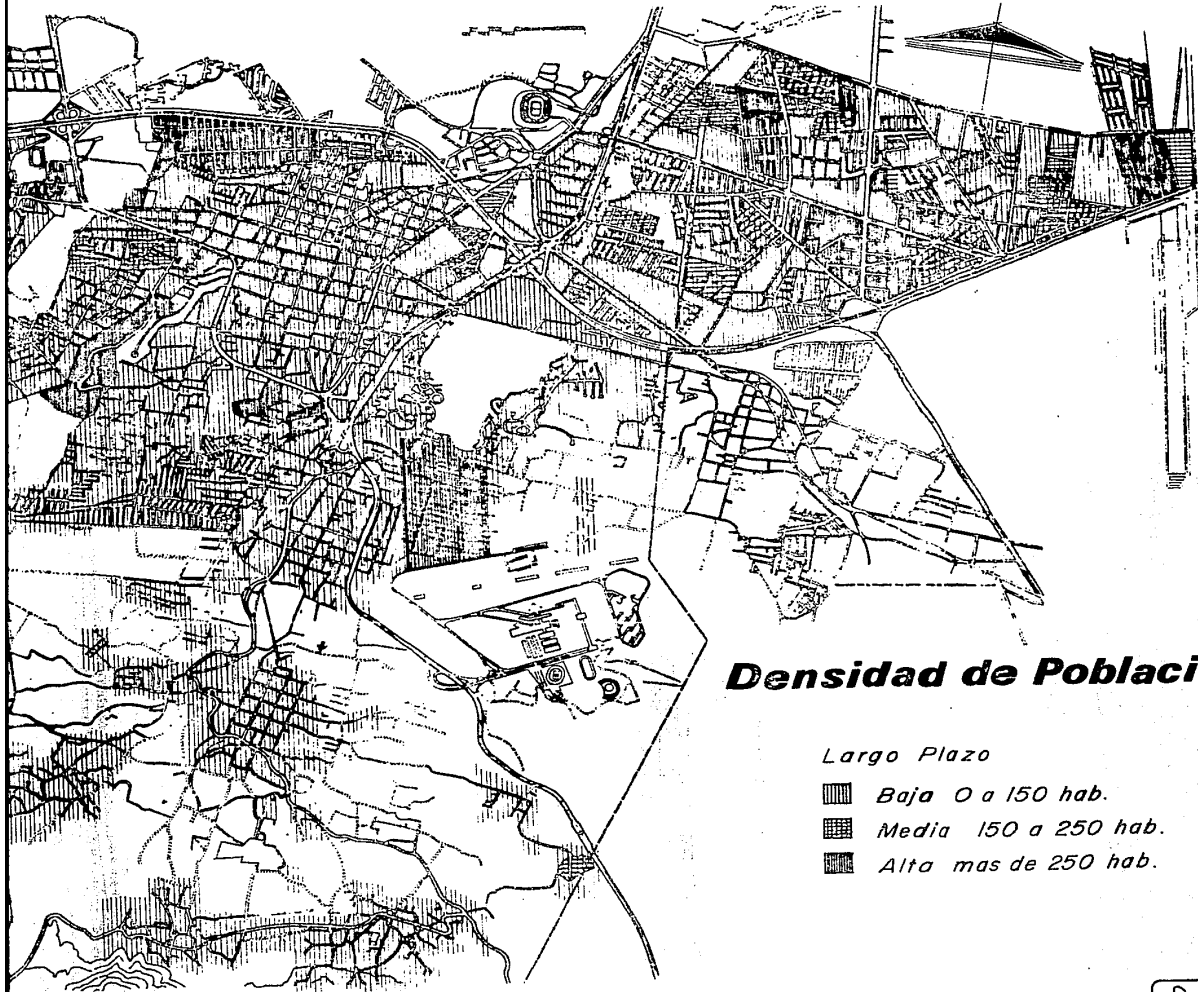 Densidad de Poblaci
Largo Plazo
Baja 0 a 150 hab.
Media 150 a 250 hab.
Alta mas de 250 hab.